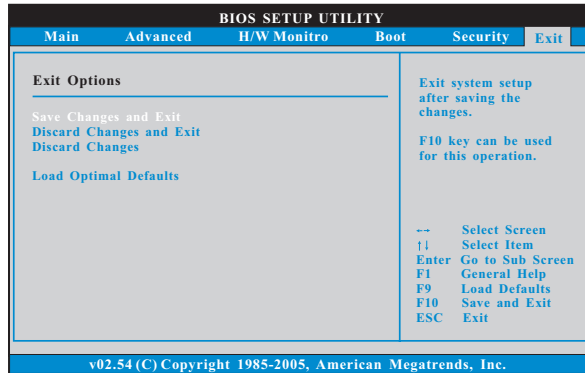 BIOS SETUP UTILITY
Main Advanced H/W Monitro Boot Security Exit
Exit Options
Save Changes and Exit
Discard Changes and Exit
Discard Changes
Load Optimal Defaults
Exit system setup
after saving the
changes.
F10 key can be used
for this operation.
←→ Select Screen
↑↓ Select Item
Enter Go to Sub Screen
F1 General Help
F9 Load Defaults
F10 Save and Exit
ESC Exit
v02.54 (C) Copyright 1985-2005, American Megatrends, Inc.